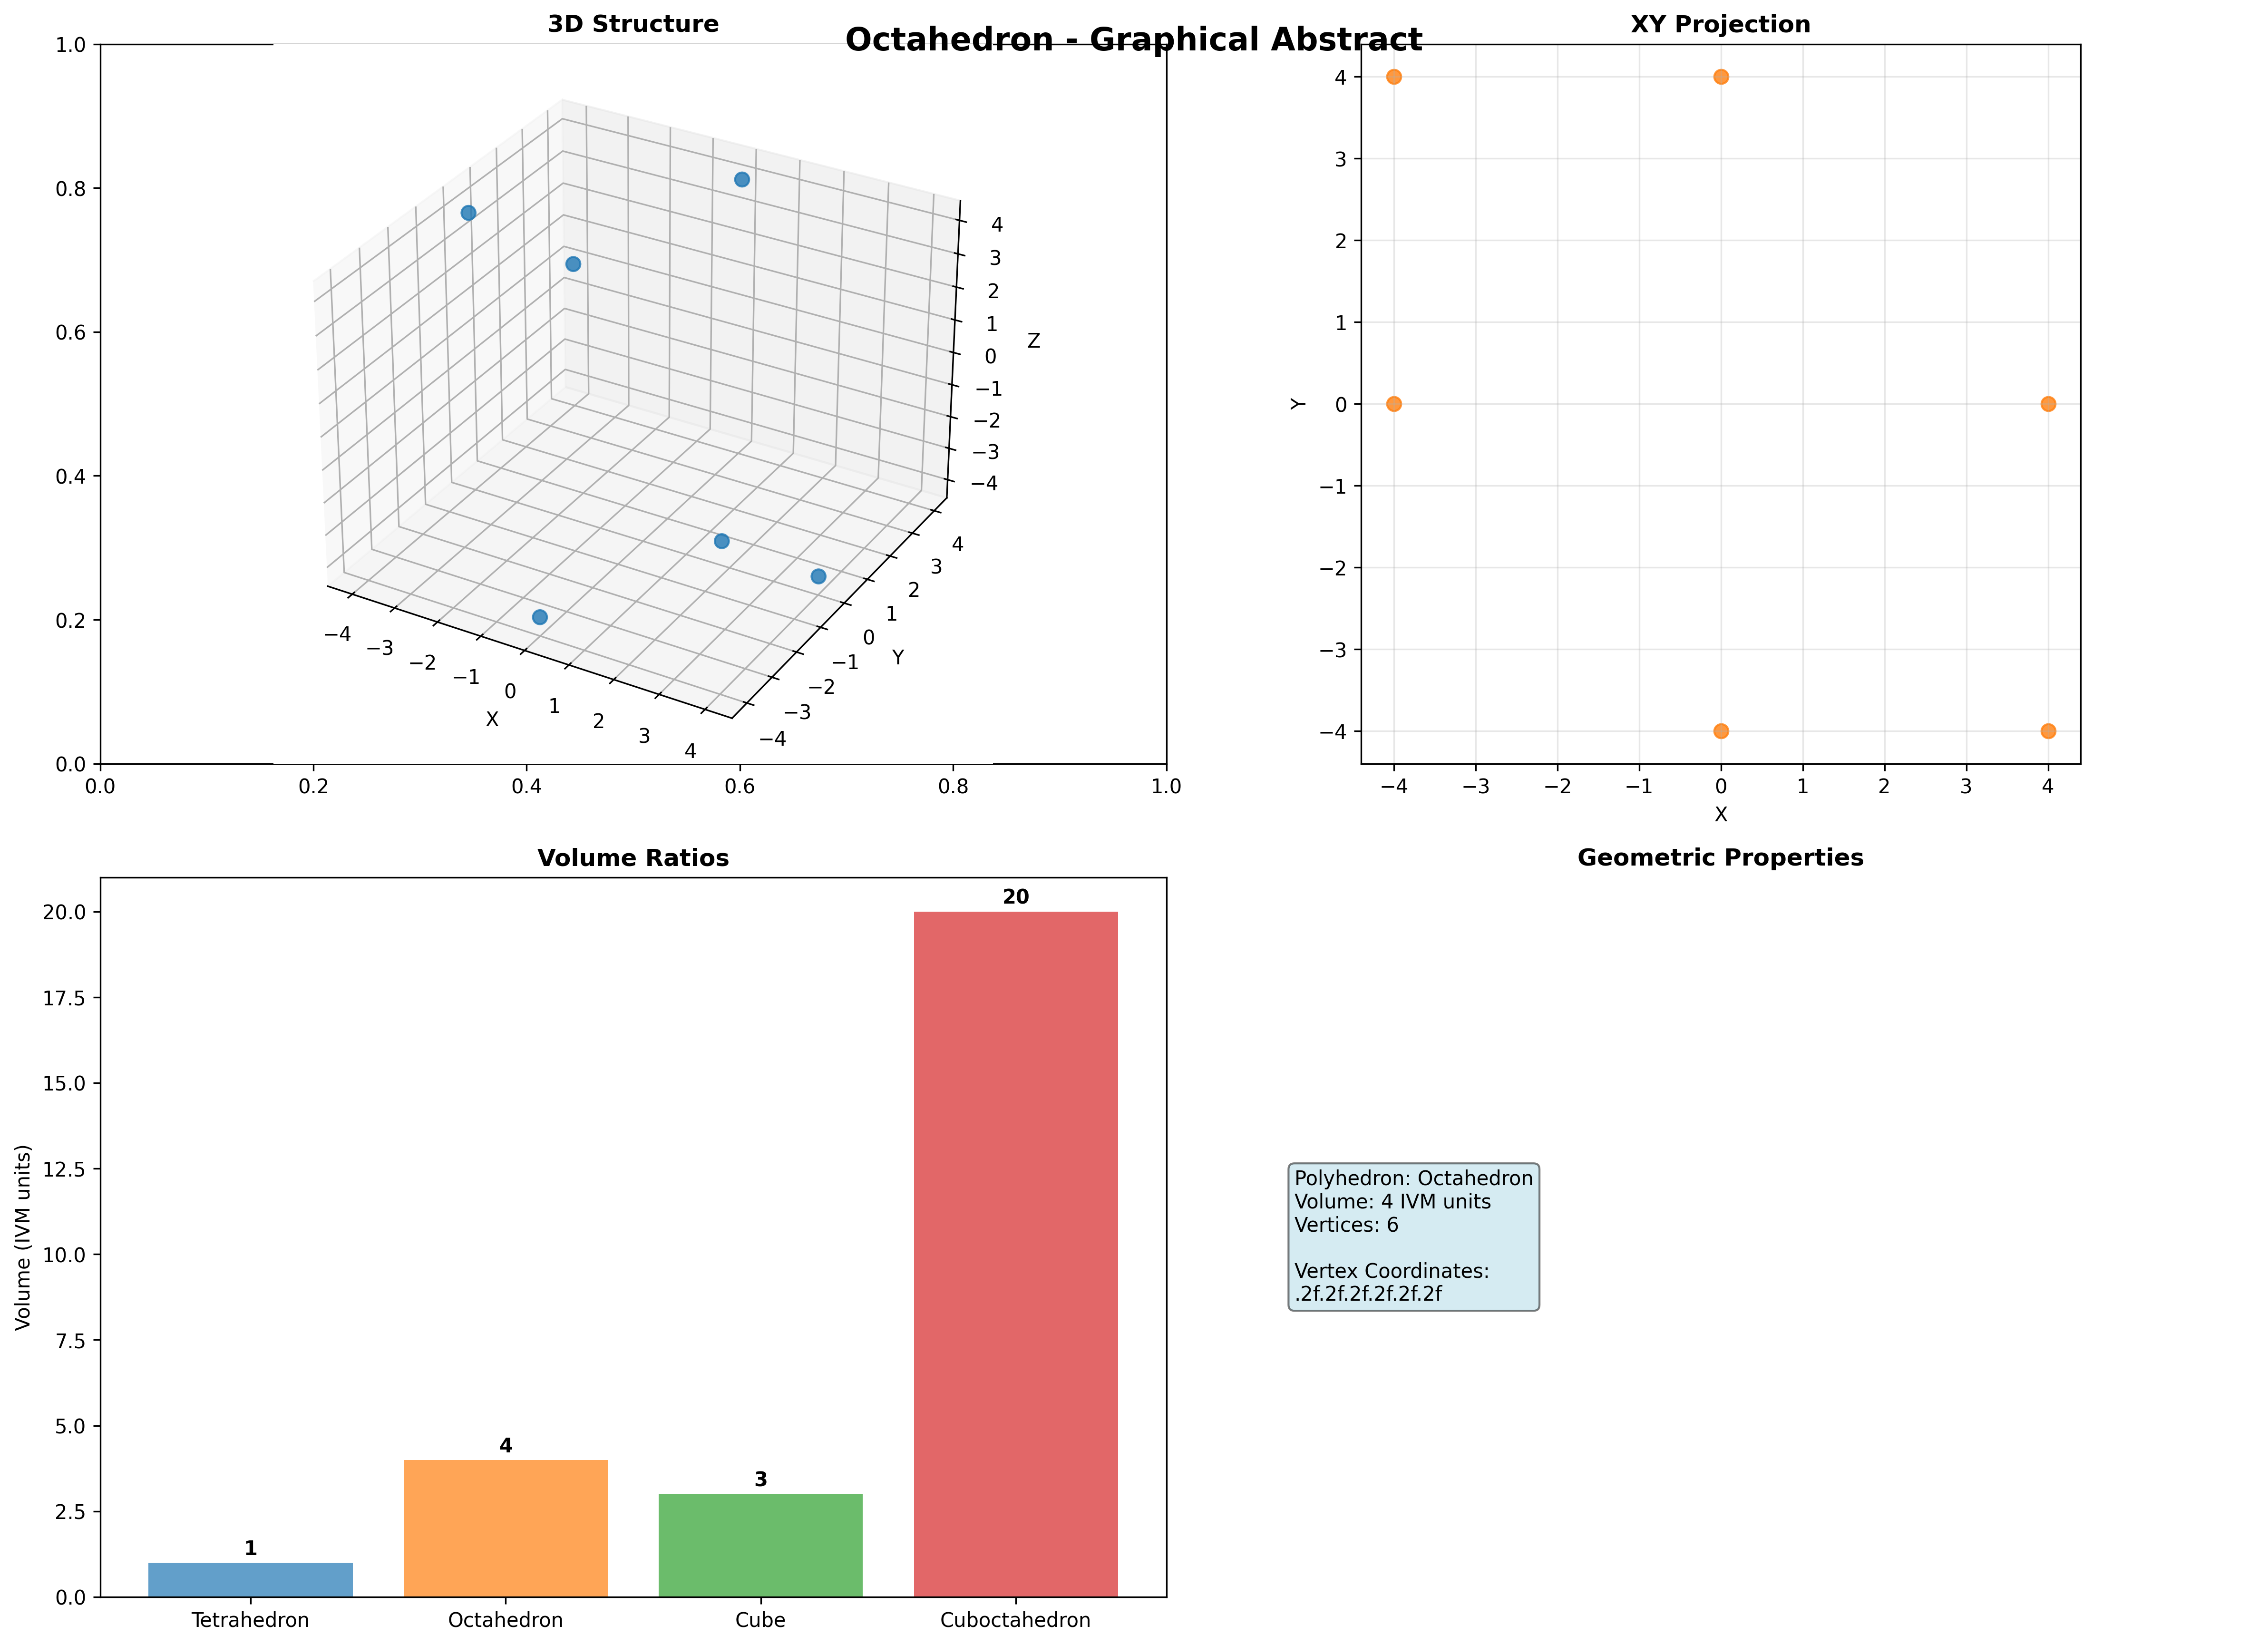 Octahedron - Graphical Abstract
3D Structure
1.0
0.8
0.6
0.4
0.2
0.0
0.0 0.2 0.4 0.6 0.8 1.0
4
3
2
1
0
−1
−2
−3
−4
Z
4
3
2
1
0
−1
−2
−3
−4
Y
−4 −3 −2 −1 0 1 2 3 4
X
XY Projection
4
3
2
1
0
−1
−2
−3
−4
Y
−4 −3 −2 −1 0 1 2 3 4
X
Volume Ratios
20.0
17.5
15.0
12.5
10.0
7.5
5.0
2.5
0.0
Volume (IVM units)
1
4
3
20
Tetrahedron Octahedron Cube Cuboctahedron
Geometric Properties
Polyhedron: Octahedron
Volume: 4 IVM units
Vertices: 6
Vertex Coordinates:
.2f.2f.2f.2f.2f.2f